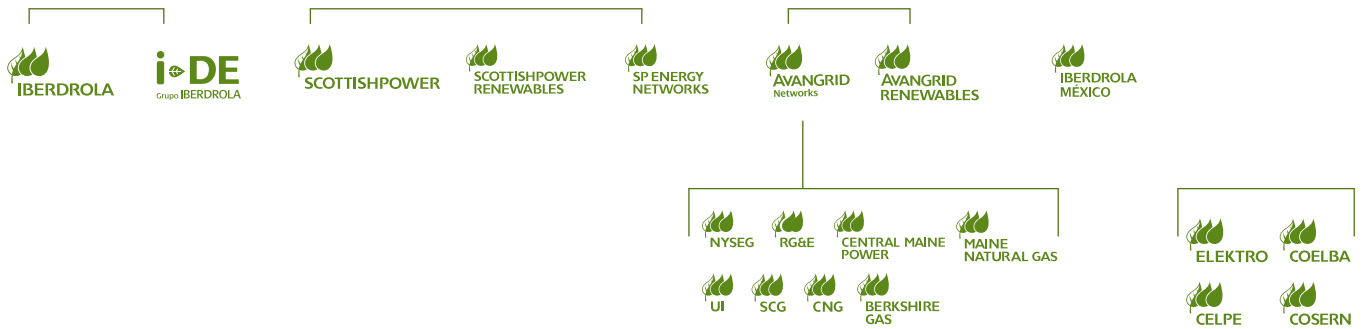 IBERDROLA
i DE
Grupo IBERDROLA
SCOTTISHPOWER
SCOTTISHPOWER
RENEWABLES
SP ENERGY
NETWORKS
AVANGRID
Networks
AVANGRID
RENEWABLES
IBERDROLA
MÉXICO
NYSEG
RG&E
CENTRAL MAINE
POWER
MAINE
NATURAL GAS
UI
SCG
CNG
BERKSHIRE
GAS
ELEKTRO
COELBA
CELPE
COSERN